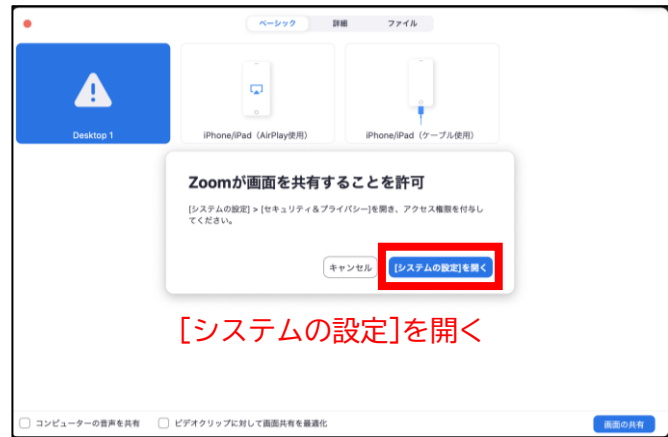 ベーシック 詳細 ファイル
Desktop 1 iPhone/iPad（AirPlay使用） iPhone/iPad（ケーブル使用）
Zoomが画面を共有することを許可
[システムの設定] > [セキュリティ&プライバシー]を開き、アクセス権限を付与し
てください。
キャンセル [システムの設定]を開く
[システムの設定]を開く
コンピューターの音声を共有 ビデオクリップに対して画面共有を最適化 画面の共有